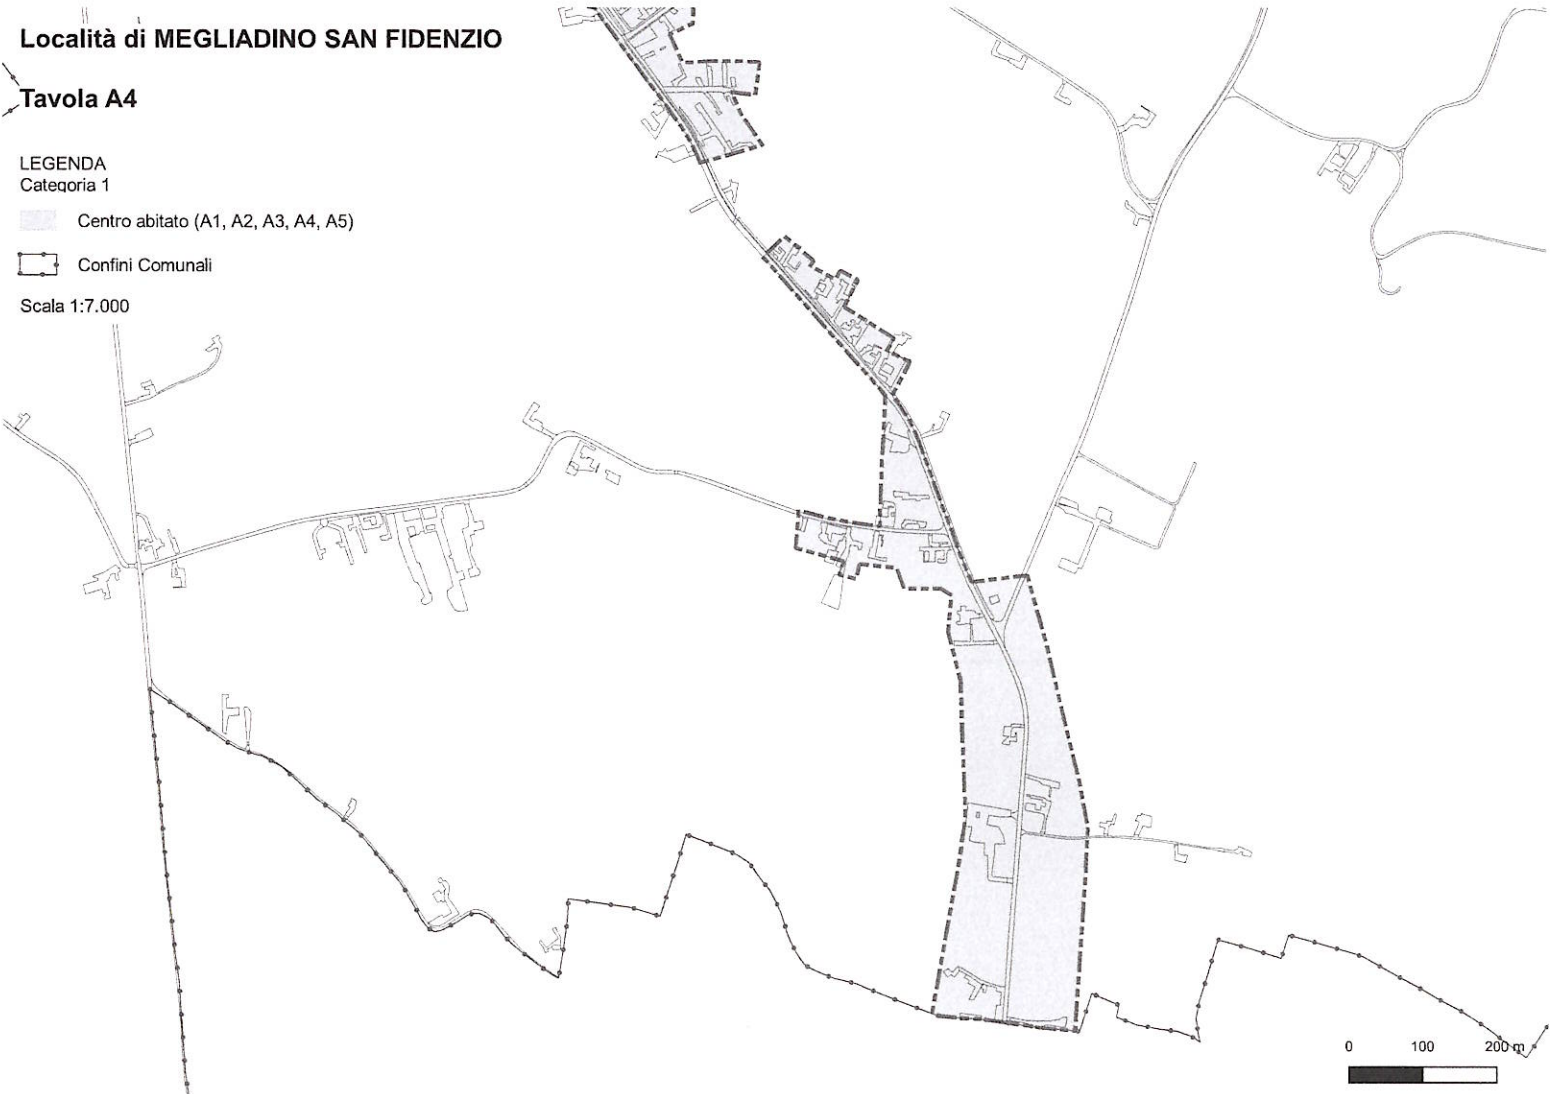 Località di MEGLIADINO SAN FIDENZIO
Tavola A4
LEGENDA
Categoria 1
Centro abitato (A1, A2, A3, A4, A5)
Confini Comunali
Scala 1:7.000
0 100 200 m